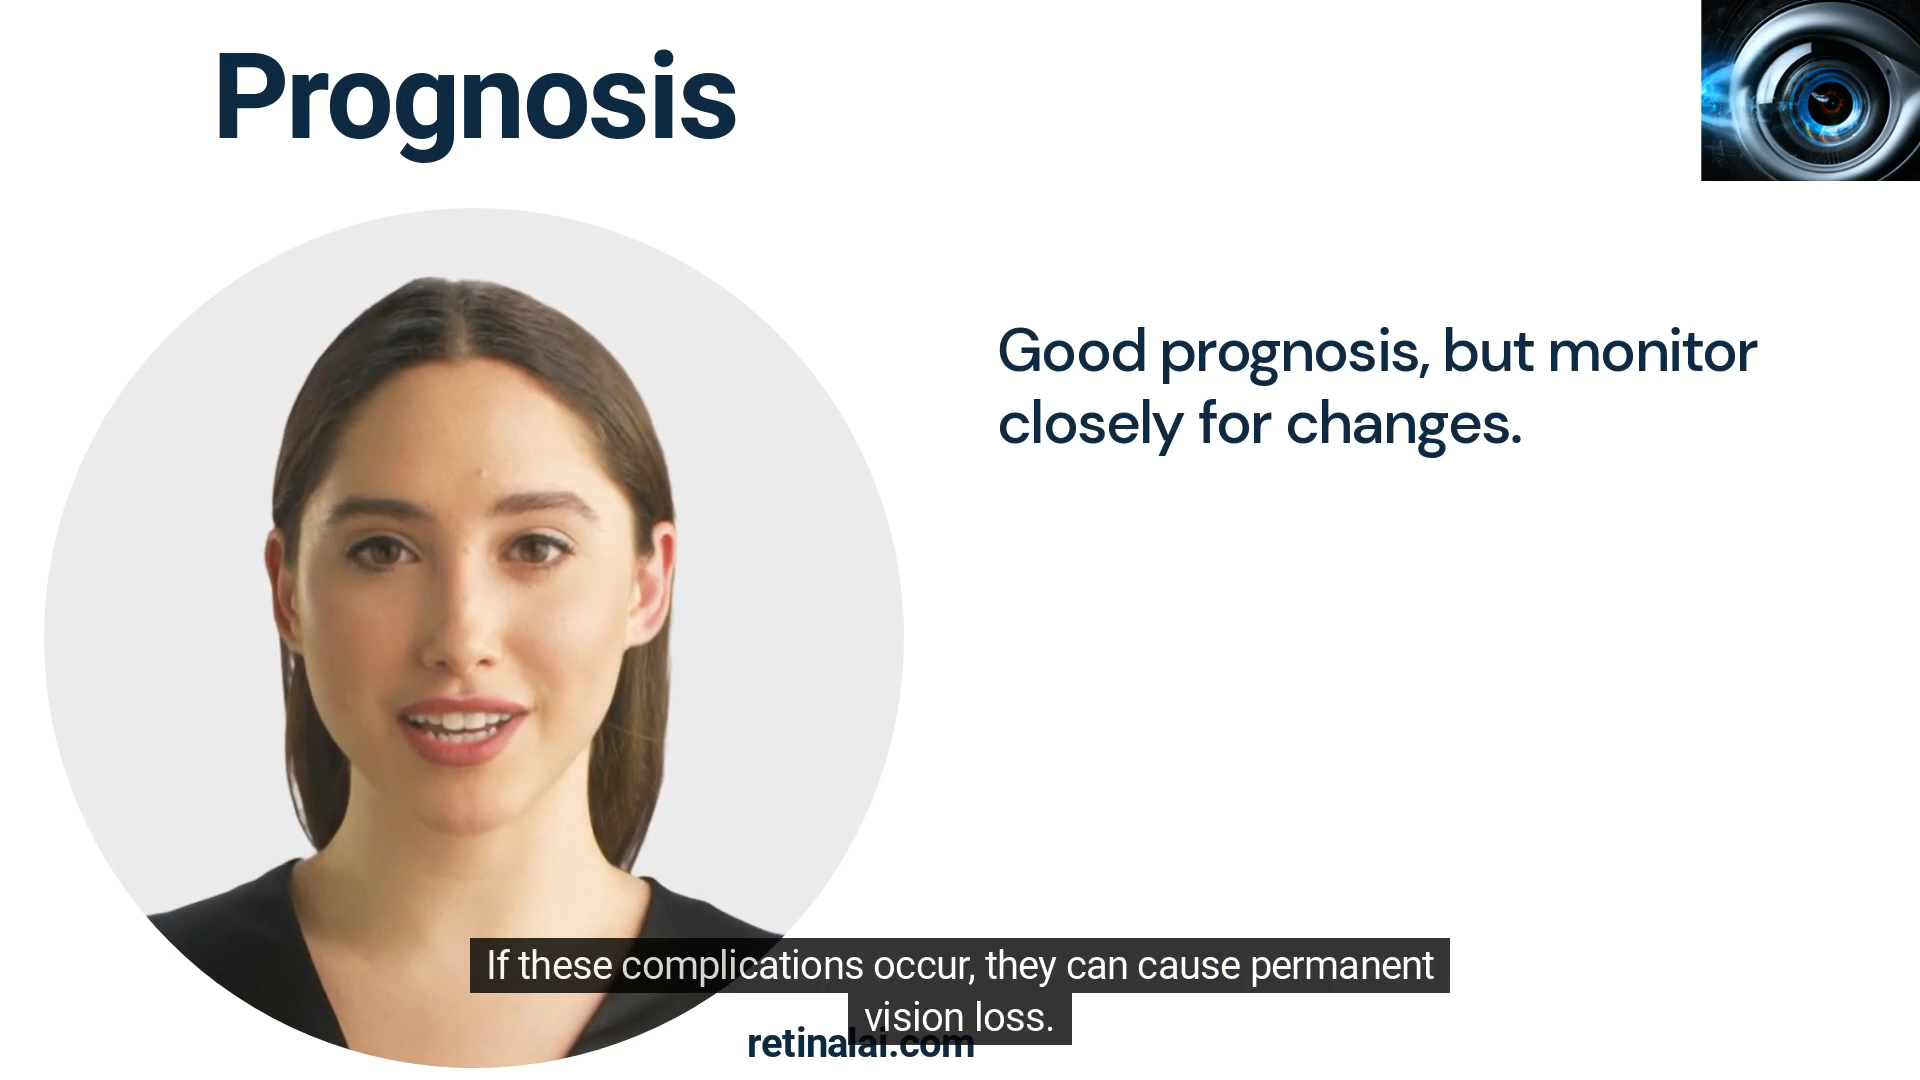 Prognosis
Good prognosis, but monitor
closely for changes.
If these complications occur, they can cause permanent
vision loss.
retinalai.com